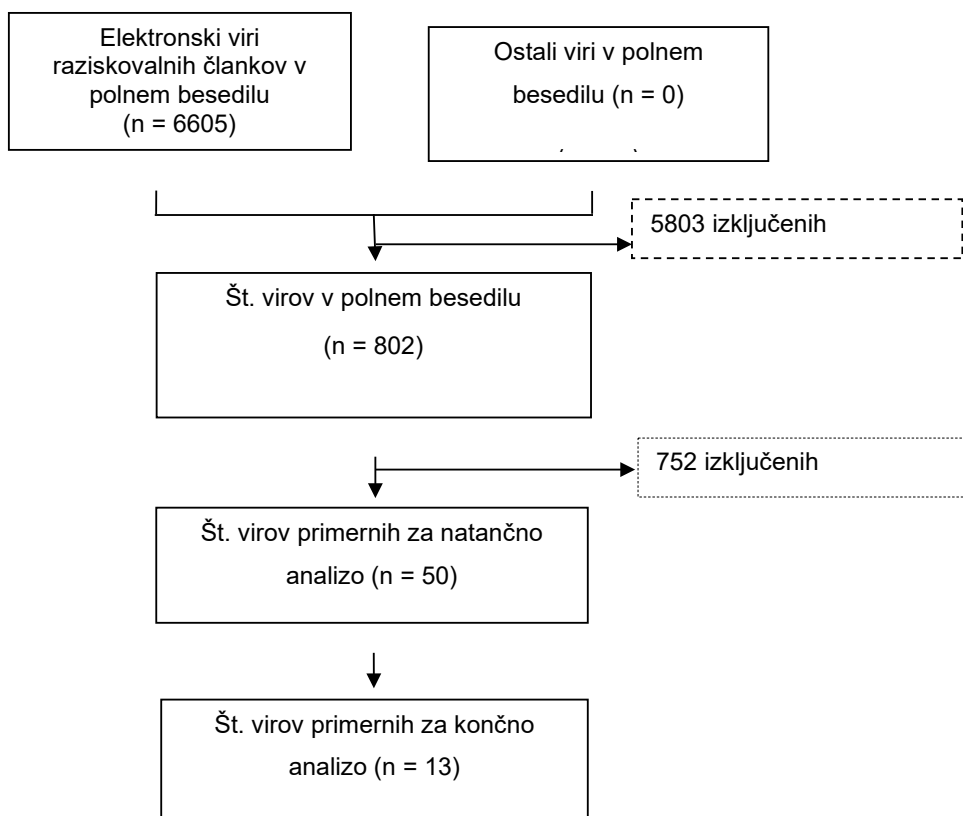 Elektronski viri
raziskovalnih člankov v
polnem besedilu
(n = 6605)
Ostali viri v polnem
besedilu (n = 0)
5803 izključenih
Št. virov v polnem besedilu
(n = 802)
752 izključenih
Št. virov primernih za natančno
analizo (n = 50)
Št. virov primernih za končno
analizo (n = 13)